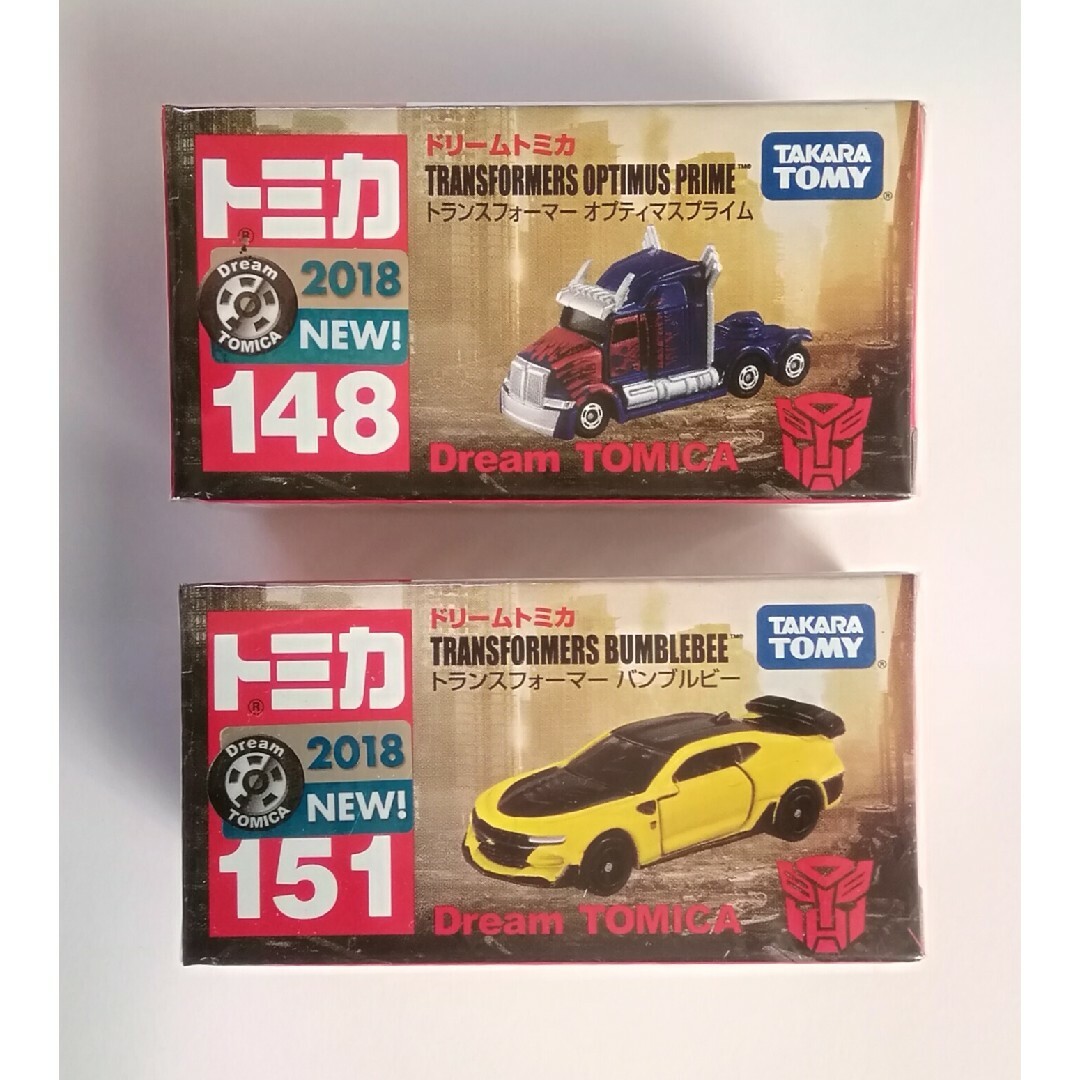 トミカ
®
Dream
TOMICA
2018
NEW!
148
ドリームトミカ
TRANSFORMERS OPTIMUS PRIME™
トランスフォーマー オプティマスプライム
TAKARA
TOMY®
Dream TOMICA
トミカ
®
Dream
TOMICA
2018
NEW!
151
ドリームトミカ
TRANSFORMERS BUMBLEBEE™
トランスフォーマー バンブルビー
TAKARA
TOMY®
Dream TOMICA